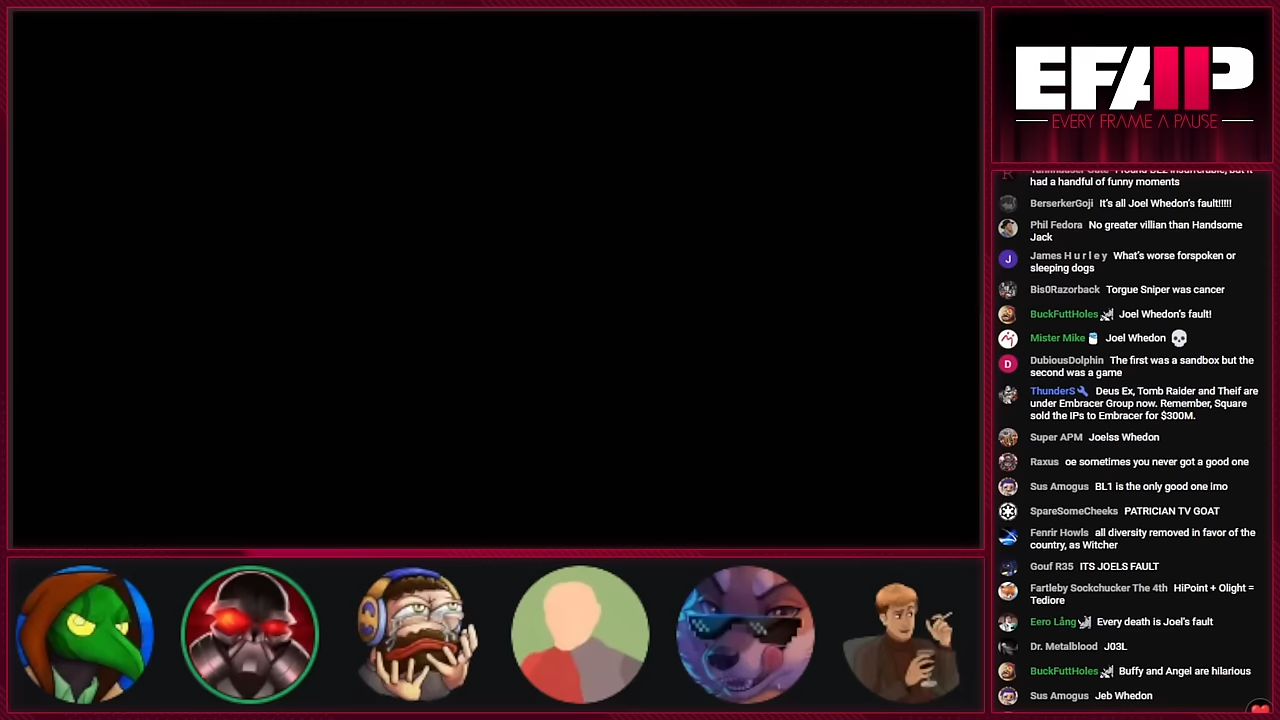 EFAP
EVERY FRAME A PAUSE
had a handful of funny moments
BerserkerGoji It's all Joel Whedon's fault!!!!!
Phil Fedora No greater villian than Handsome
Jack
J James H u r l e y What's worse forspoken or
sleeping dogs
Bis0Razorback Torgue Sniper was cancer
BuckFuttHoles Joel Whedon's fault!
Mister Mike Joel Whedon 💀
D DubiousDolphin The first was a sandbox but the
second was a game
ThunderS🔧 Deus Ex, Tomb Raider and Theif are
under Embracer Group now. Remember, Square
sold the IPs to Embracer for $300M.
Super APM Joelss Whedon
Raxus oe sometimes you never got a good one
Sus Amogus BL1 is the only good one imo
SpareSomeCheeks PATRICIAN TV GOAT
Fenrir Howls all diversity removed in favor of the
country, as Witcher
Gouf R35 ITS JOELS FAULT
Fartleby Sockchucker The 4th HiPoint + Olight =
Tediore
Eero Lång Every death is Joel's fault
Dr. Metalblood J03L
BuckFuttHoles Buffy and Angel are hilarious
Sus Amogus Jeb Whedon